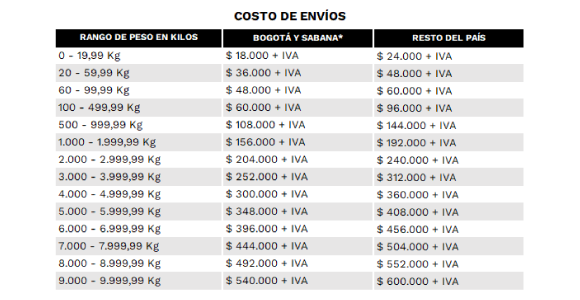 COSTO DE ENVÍOS
RANGO DE PESO EN KILOS BOGOTÁ Y SABANA* RESTO DEL PAÍS
0 - 19,99 Kg $ 18.000 + IVA $ 24.000 + IVA
20 - 59,99 Kg $ 36.000 + IVA $ 48.000 + IVA
60 - 99,99 Kg $ 48.000 + IVA $ 60.000 + IVA
100 - 499,99 Kg $ 60.000 + IVA $ 96.000 + IVA
500 - 999,99 Kg $ 108.000 + IVA $ 144.000 + IVA
1.000 - 1.999,99 Kg $ 156.000 + IVA $ 192.000 + IVA
2.000 - 2.999,99 Kg $ 204.000 + IVA $ 240.000 + IVA
3.000 - 3.999,99 Kg $ 252.000 + IVA $ 312.000 + IVA
4.000 - 4.999,99 Kg $ 300.000 + IVA $ 360.000 + IVA
5.000 - 5.999,99 Kg $ 348.000 + IVA $ 408.000 + IVA
6.000 - 6.999,99 Kg $ 396.000 + IVA $ 456.000 + IVA
7.000 - 7.999,99 Kg $ 444.000 + IVA $ 504.000 + IVA
8.000 - 8.999,99 Kg $ 492.000 + IVA $ 552.000 + IVA
9.000 - 9.999,99 Kg $ 540.000 + IVA $ 600.000 + IVA